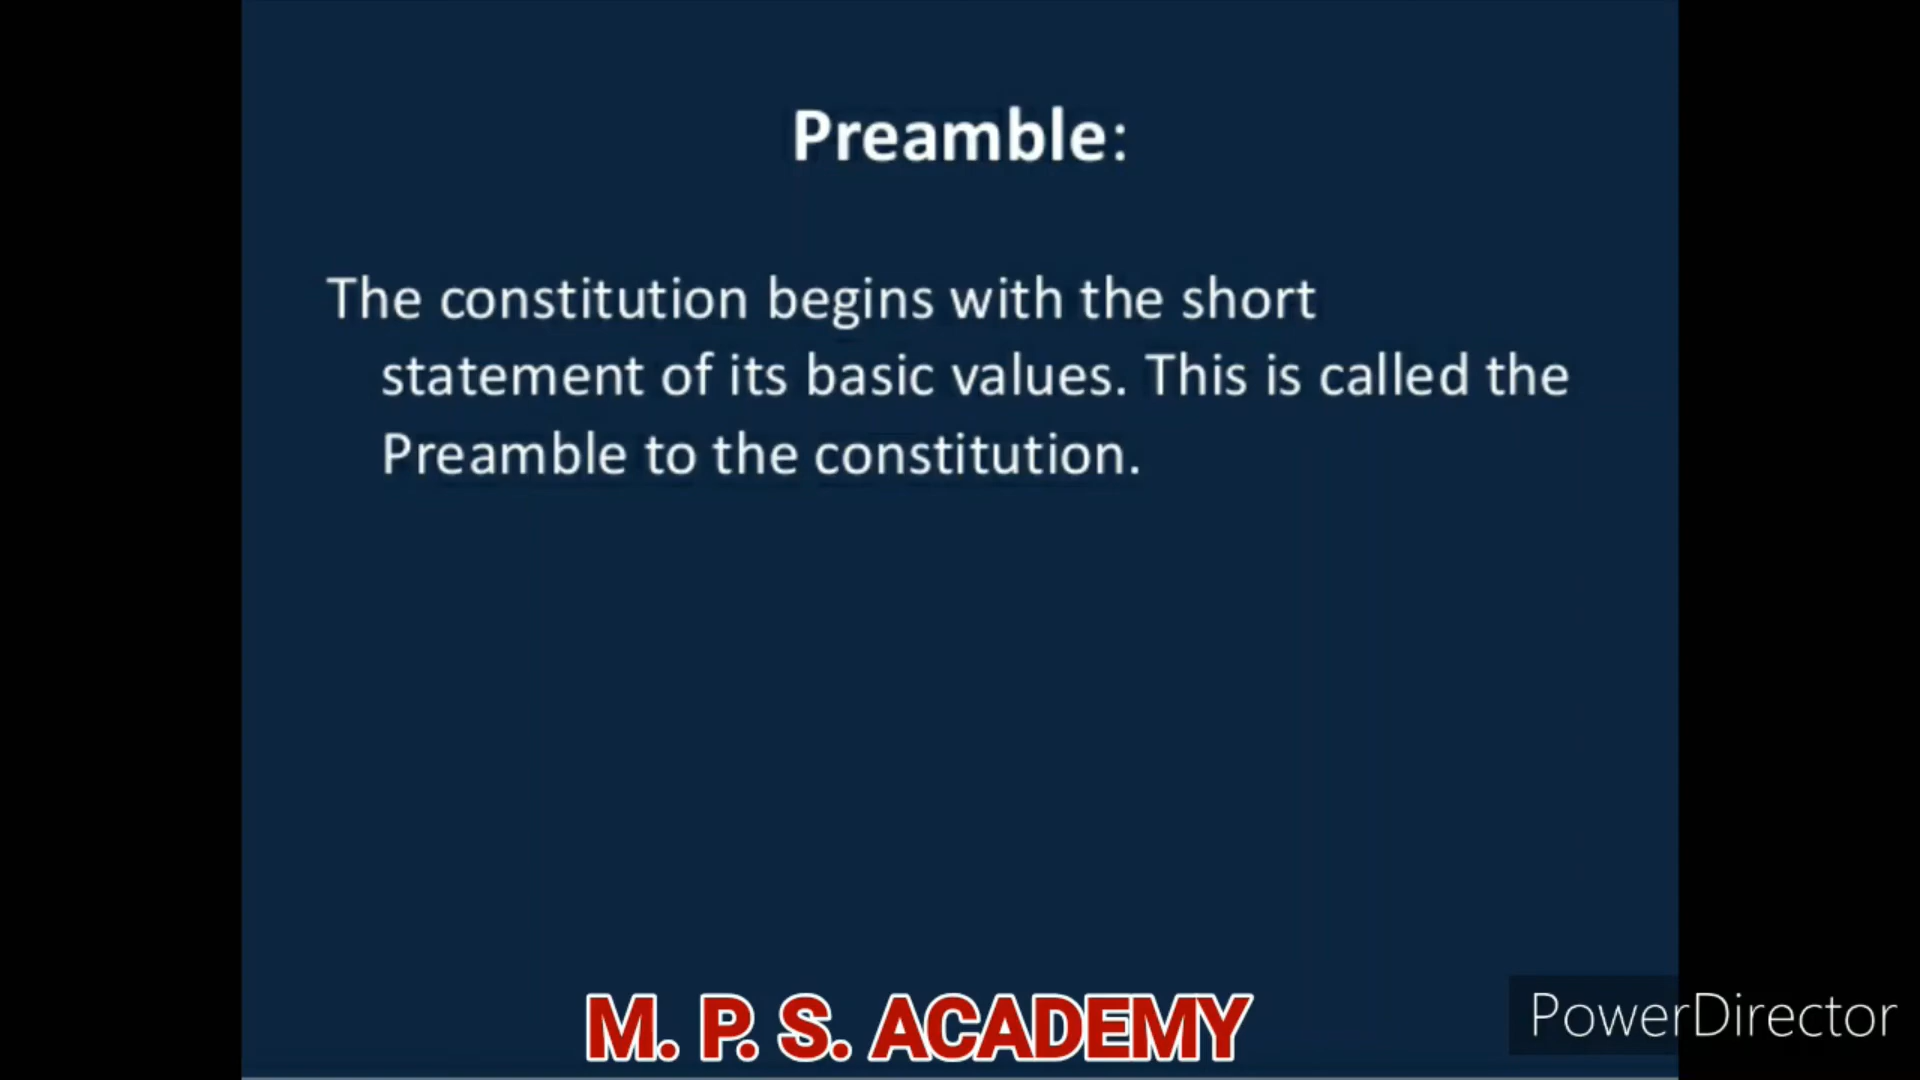 Preamble:
The constitution begins with the short
statement of its basic values. This is called the
Preamble to the constitution.
M. P. S. ACADEMY
PowerDirector